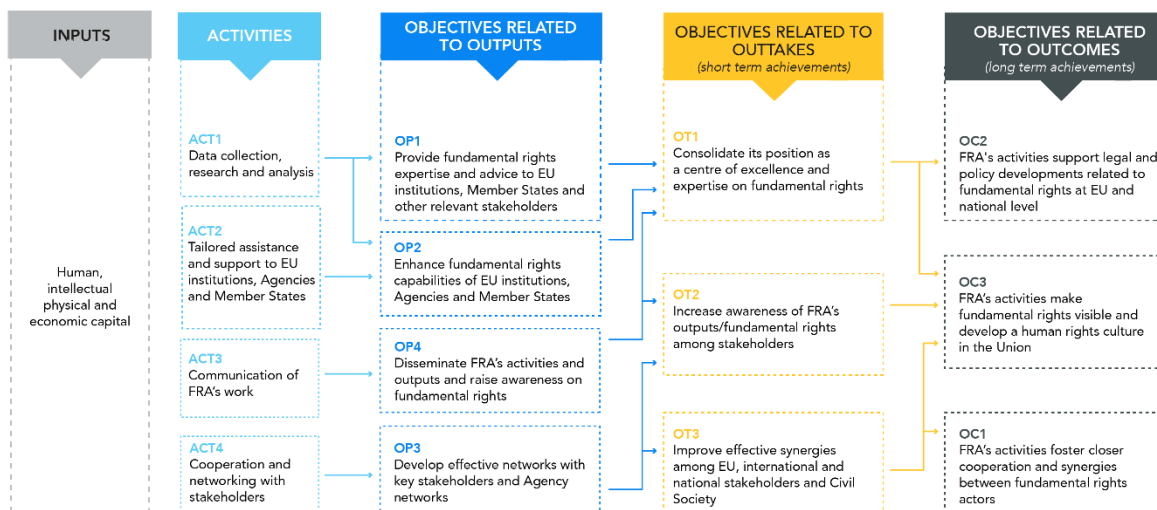 INPUTS
Human,
intellectual
physical and
economic capital
ACTIVITIES
ACT1
Data collection,
research and analysis
ACT2
Tailored assistance
and support to EU
institutions, Agencies
and Member States
ACT3
Communication of
FRA's work
ACT4
Cooperation and
networking with
stakeholders
OBJECTIVES RELATED
TO OUTPUTS
OP1
Provide fundamental rights
expertise and advice to EU
institutions, Member States and
other relevant stakeholders
OP2
Enhance fundamental rights
capabilities of EU institutions,
Agencies and Member States
OP4
Disseminate FRA's activities and
outputs and raise awareness on
fundamental rights
OP3
Develop effective networks with
key stakeholders and Agency
networks
OBJECTIVES RELATED TO
OUTTAKES
(short term achievements)
OT1
Consolidate its position as
a centre of excellence and
expertise on fundamental rights
OT2
Increase awareness of FRA's
outputs/fundamental rights
among stakeholders
OT3
Improve effective synergies
among EU, international and
national stakeholders and Civil
Society
OBJECTIVES RELATED
TO OUTCOMES
(long term achievements)
OC2
FRA's activities support legal and
policy developments related to
fundamental rights at EU and
national level
OC3
FRA's activities make
fundamental rights visible and
develop a human rights culture
in the Union
OC1
FRA's activities foster closer
cooperation and synergies
between fundamental rights
actors